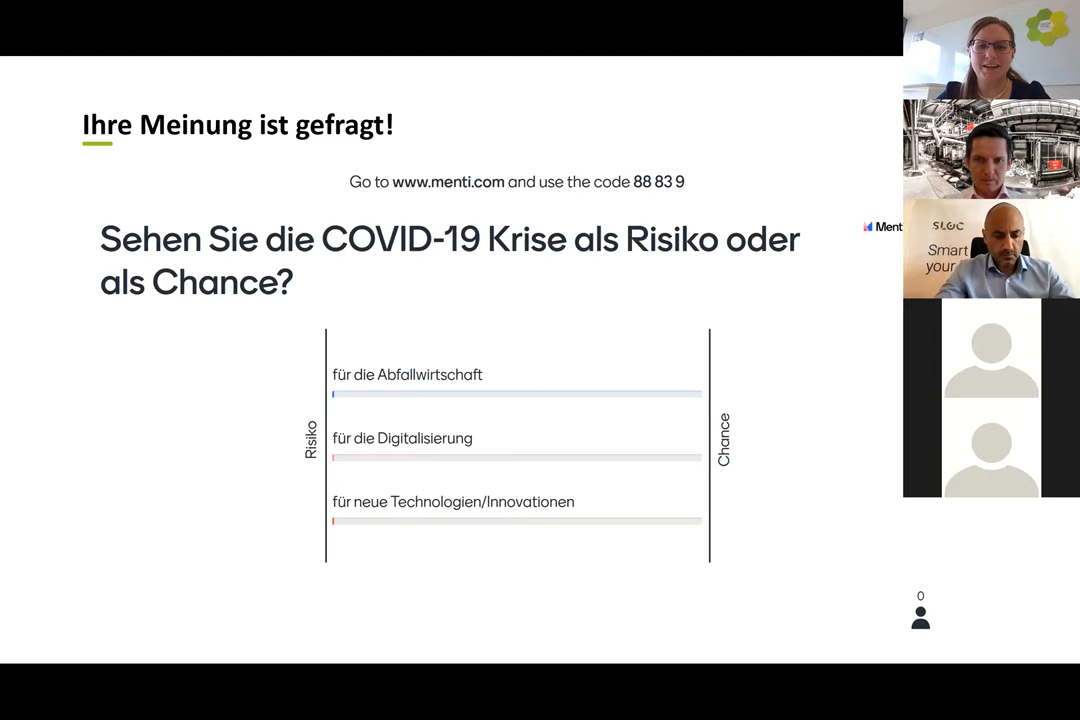 Ihre Meinung ist gefragt!
Go to www.menti.com and use the code 88 83 9
Sehen Sie die COVID-19 Krise als Risiko oder
als Chance?
Ment
SLOC
Smart
your
für die Abfallwirtschaft
für die Digitalisierung
für neue Technologien/Innovationen
Risiko
Chance
0